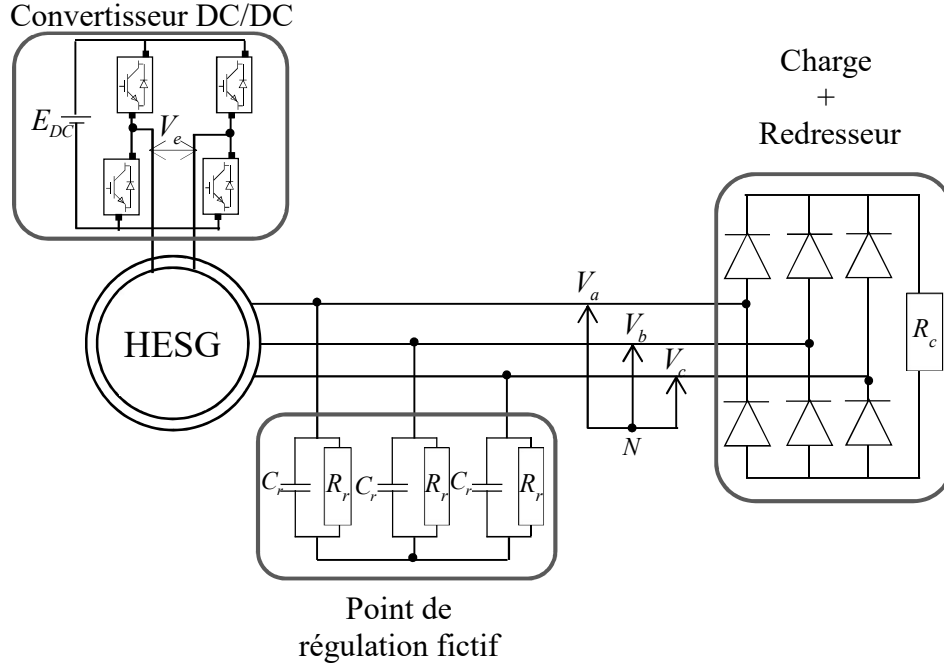 Convertisseur DC/DC
E_DC
V_e
Charge
+
Redresseur
HESG
V_a
V_b
V_c
N
R_c
C_r
R_r
C_r
R_r
C_r
R_r
Point de
régulation fictif